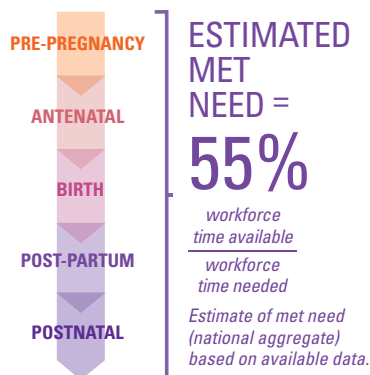 PRE-PREGNANCY
ANTENATAL
BIRTH
POST-PARTUM
POSTNATAL
ESTIMATED
MET
NEED =
55%
workforce
time available
workforce
time needed
Estimate of met need
(national aggregate)
based on available data.